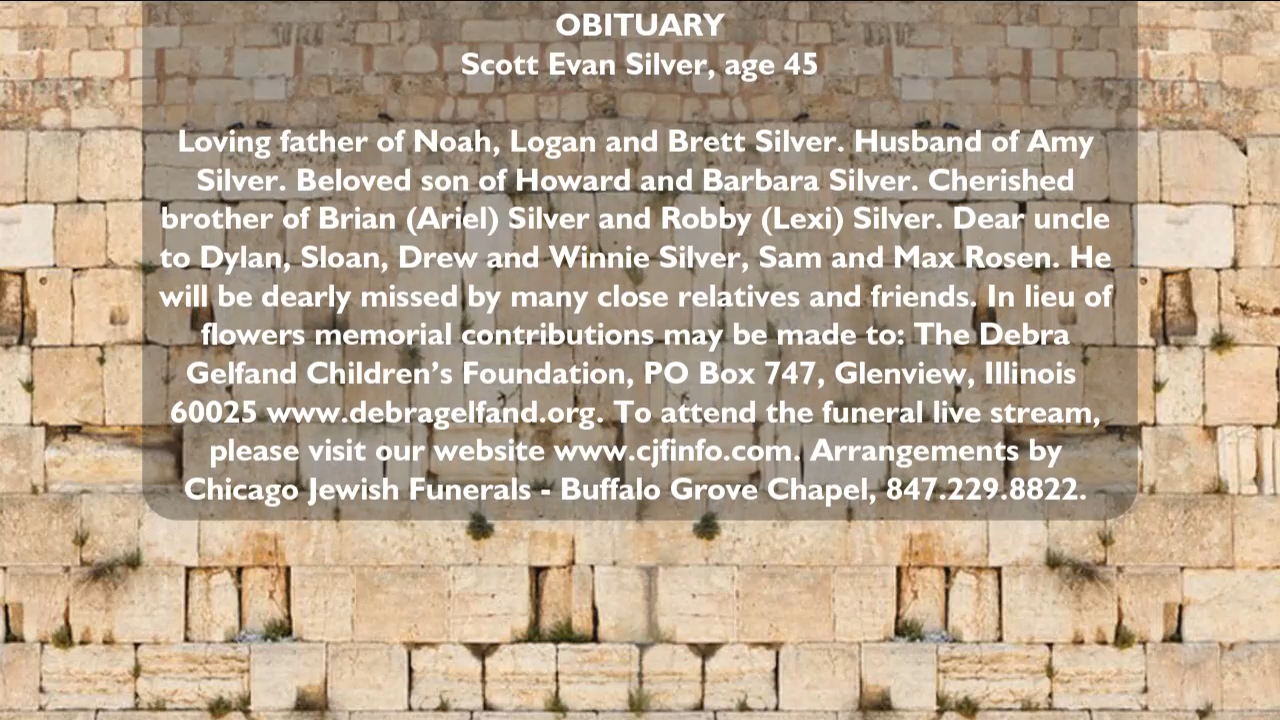 OBITUARY
Scott Evan Silver, age 45
Loving father of Noah, Logan and Brett Silver. Husband of Amy
Silver. Beloved son of Howard and Barbara Silver. Cherished
brother of Brian (Ariel) Silver and Robby (Lexi) Silver. Dear uncle
to Dylan, Sloan, Drew and Winnie Silver, Sam and Max Rosen. He
will be dearly missed by many close relatives and friends. In lieu of
flowers memorial contributions may be made to: The Debra
Gelfand Children’s Foundation, PO Box 747, Glenview, Illinois
60025 www.debragelfand.org. To attend the funeral live stream,
please visit our website www.cjfinfo.com. Arrangements by
Chicago Jewish Funerals - Buffalo Grove Chapel, 847.229.8822.